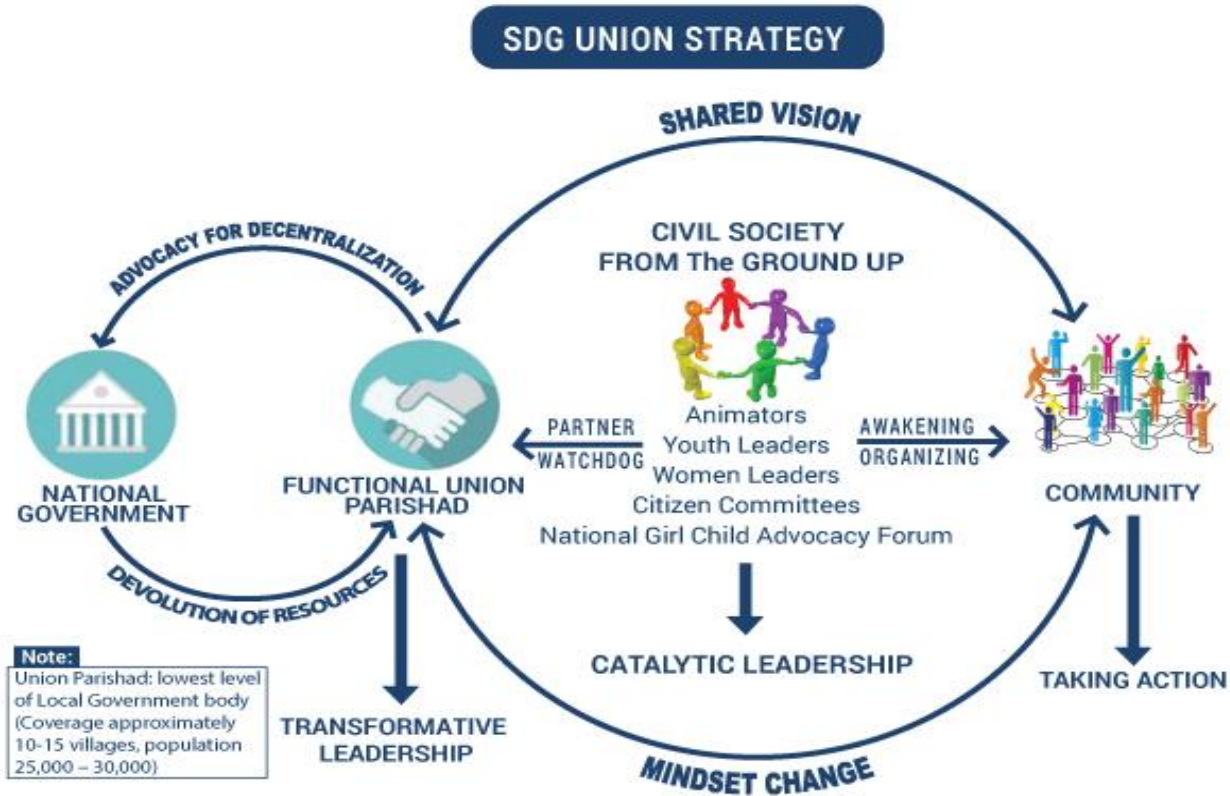 SDG UNION STRATEGY
SHARED VISION
ADVOCACY FOR DECENTRALIZATION
CIVIL SOCIETY
FROM The GROUND UP
PARTNER
WATCHDOG
Animators
Youth Leaders
Women Leaders
Citizen Committees
National Girl Child Advocacy Forum
AWAKENING
ORGANIZING
NATIONAL
GOVERNMENT
FUNCTIONAL UNION
PARISHAD
COMMUNITY
DEVOLUTION OF RESOURCES
CATALYTIC LEADERSHIP
TAKING ACTION
Note:
Union Parishad: lowest level
of Local Government body
(Coverage approximately
10-15 villages, population
25,000 – 30,000)
TRANSFORMATIVE
LEADERSHIP
MINDSET CHANGE